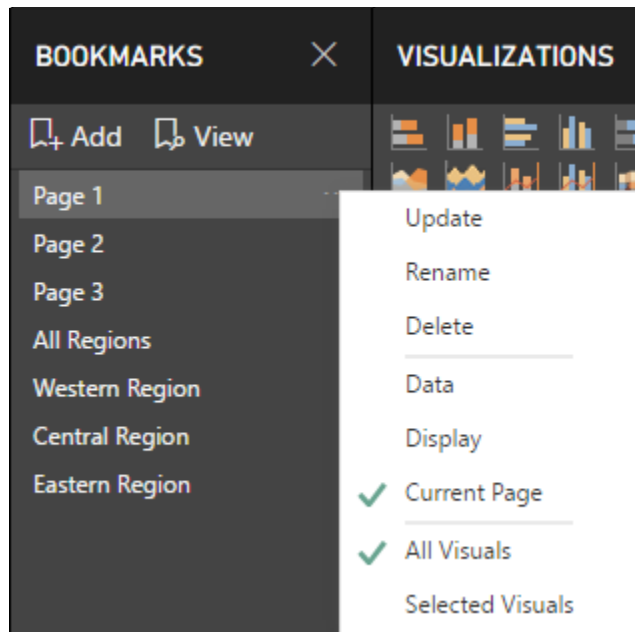 BOOKMARKS
VISUALIZATIONS
Add View
Page 1
Page 2
Page 3
All Regions
Western Region
Central Region
Eastern Region
Update
Rename
Delete
Data
Display
Current Page
All Visuals
Selected Visuals